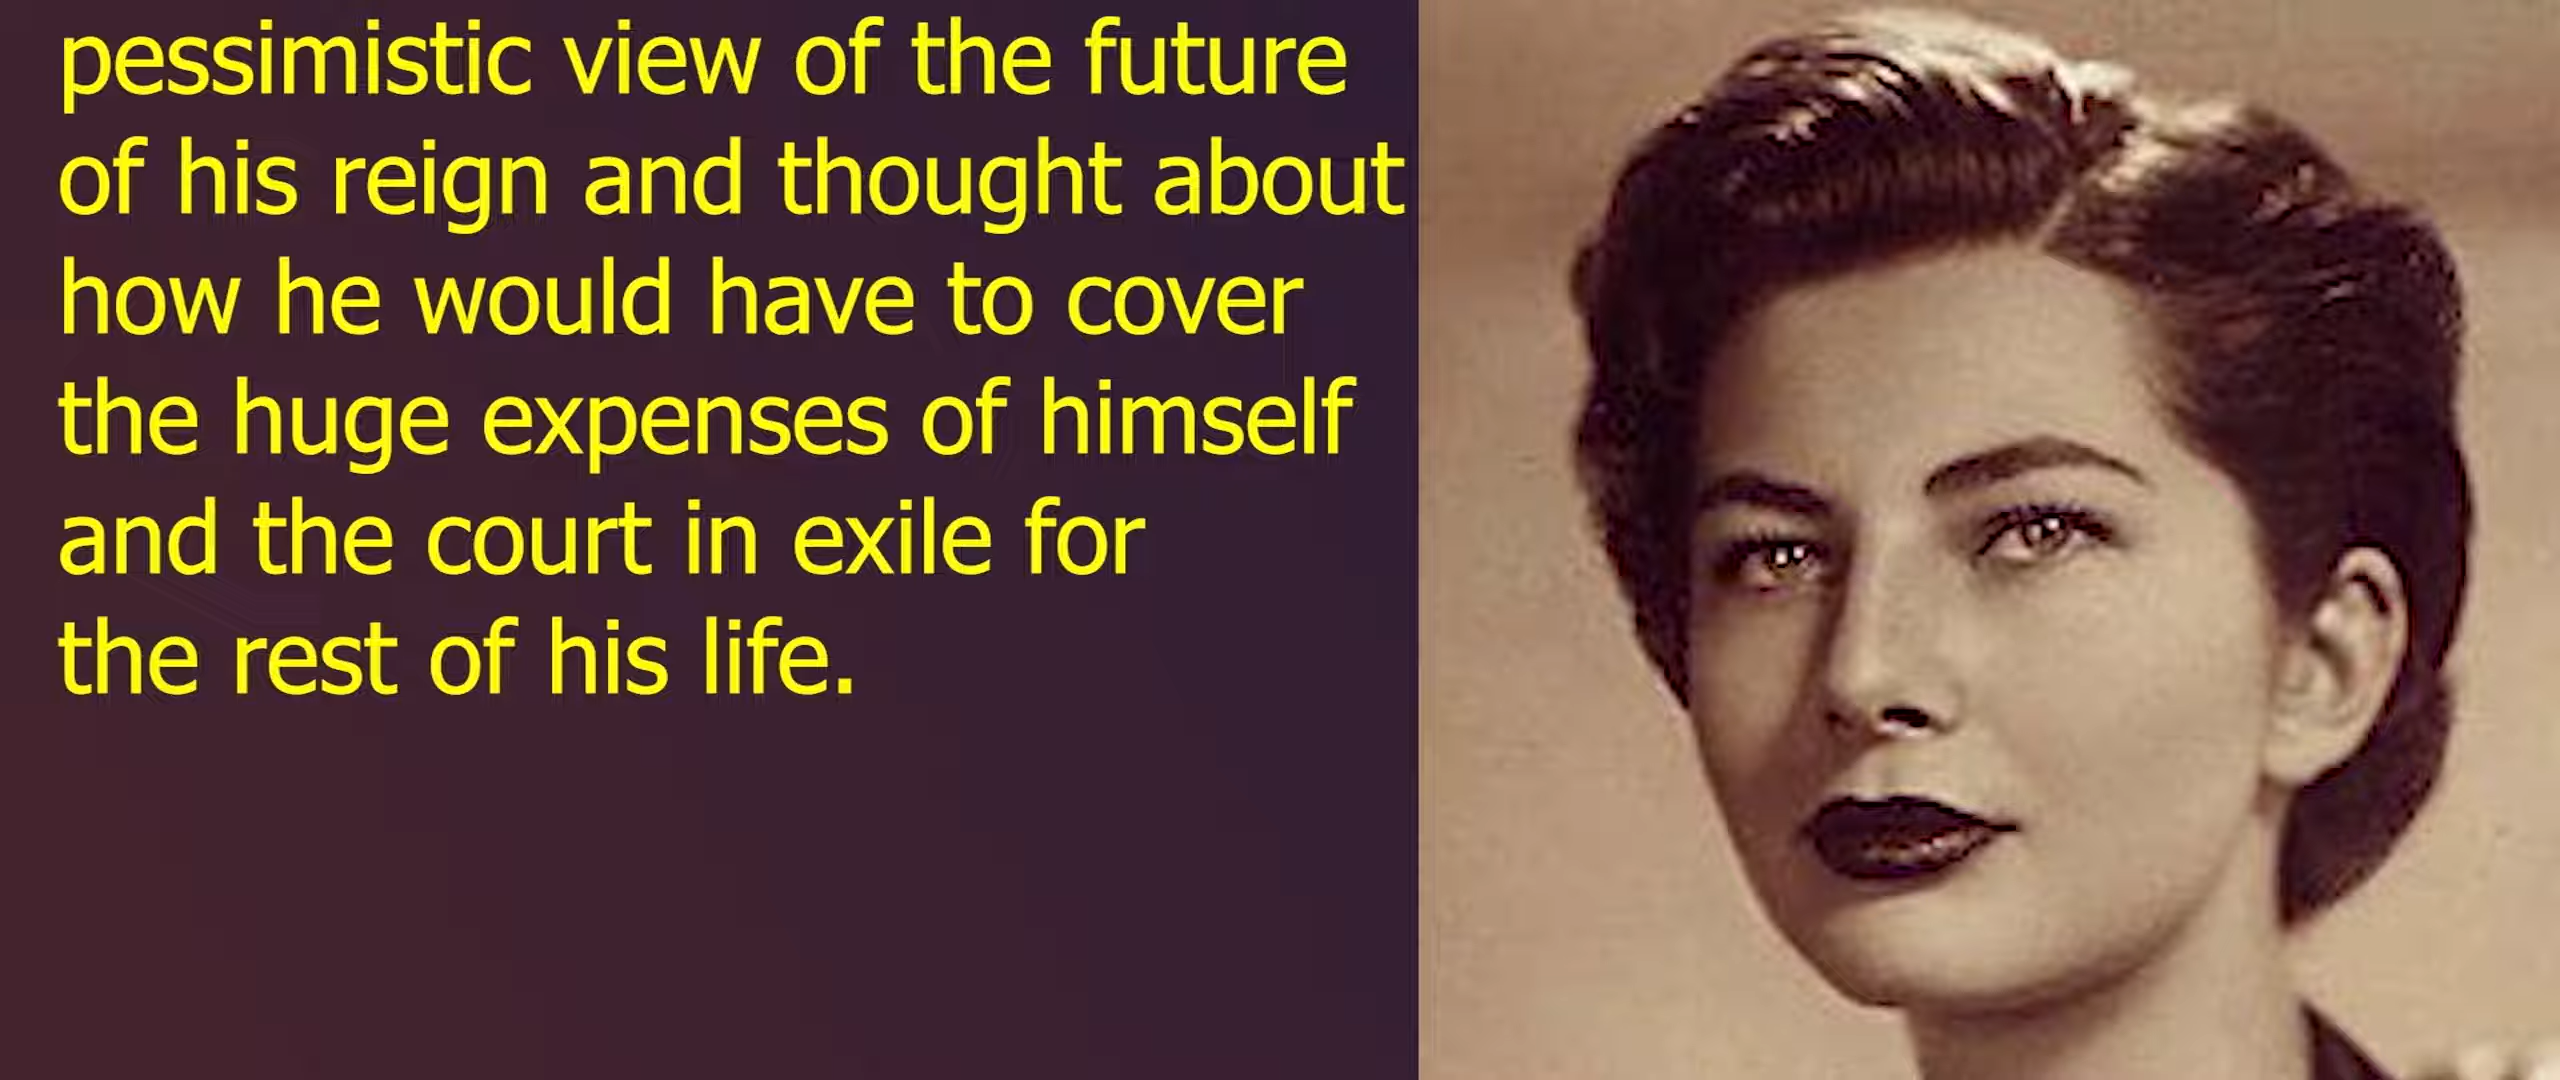 pessimistic view of the future
of his reign and thought about
how he would have to cover
the huge expenses of himself
and the court in exile for
the rest of his life.